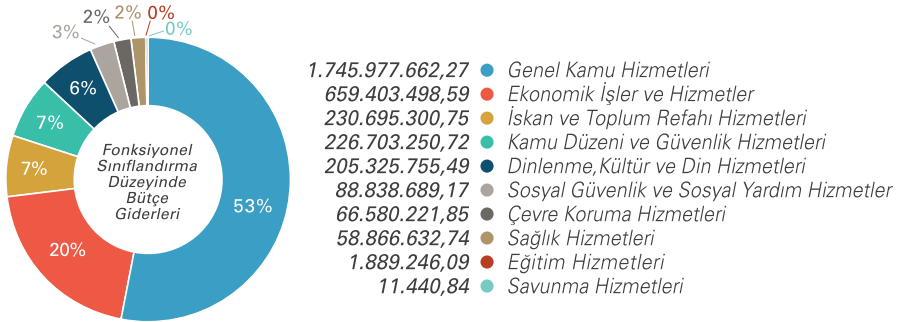 2%
0%
2%
0%
3%
6%
7%
7%
20%
53%
Fonksiyonel
Sınıflandırma
Düzeyinde
Bütçe
Giderleri
1.745.977.662,27 Genel Kamu Hizmetleri
659.403.498,59 Ekonomik İşler ve Hizmetler
230.695.300,75 İskan ve Toplum Refahı Hizmetleri
226.703.250,72 Kamu Düzeni ve Güvenlik Hizmetleri
205.325.755,49 Dinlenme,Kültür ve Din Hizmetleri
88.838.689,17 Sosyal Güvenlik ve Sosyal Yardım Hizmetler
66.580.221,85 Çevre Koruma Hizmetleri
58.866.632,74 Sağlık Hizmetleri
1.889.246,09 Eğitim Hizmetleri
11.440,84 Savunma Hizmetleri